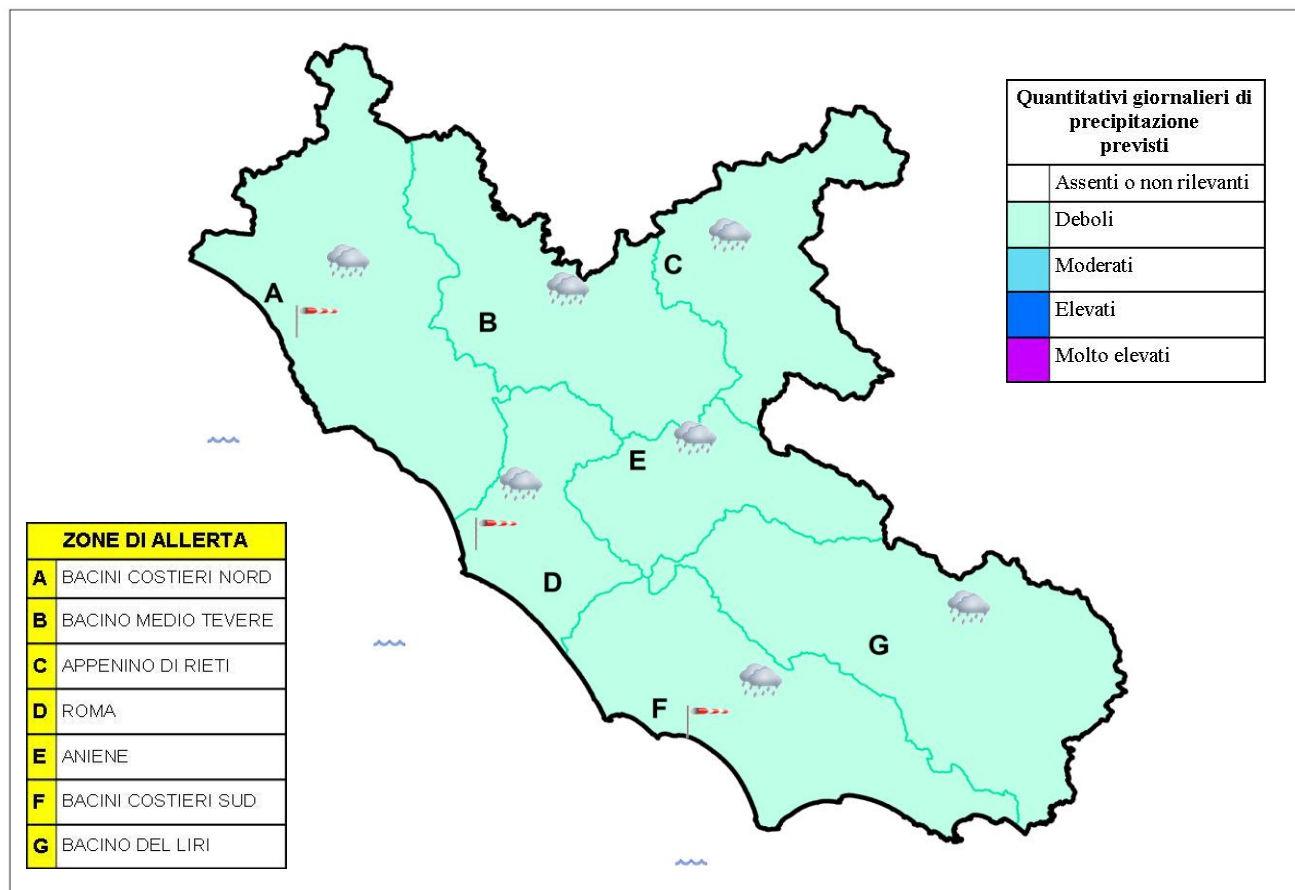 Quantitativi giornalieri di
precipitazione
previsti
Assenti o non rilevanti
Deboli
Moderati
Elevati
Molto elevati
A
B
C
D
E
F
G
ZONE DI ALLERTA
A BACINI COSTIERI NORD
B BACINO MEDIO TEVERE
C APPENINO DI RIETI
D ROMA
E ANIENE
F BACINI COSTIERI SUD
G BACINO DEL LIRI